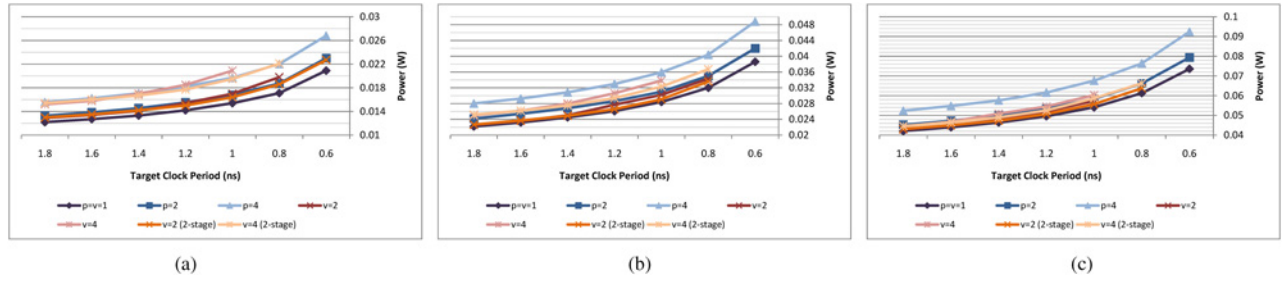 0.03
0.026
0.022
0.018
0.014
0.01
Power (W)
1.8 1.6 1.4 1.2 1 0.8 0.6
Target Clock Period (ns)
p=v=1 p=2 p=4 v=2
v=4 v=2 (2-stage) v=4 (2-stage)
(a)
0.048
0.044
0.04
0.036
0.032
0.028
0.024
0.02
Power (W)
1.8 1.6 1.4 1.2 1 0.8 0.6
Target Clock Period (ns)
p=v=1 p=2 p=4 v=2
v=4 v=2 (2-stage) v=4 (2-stage)
(b)
0.1
0.09
0.08
0.07
0.06
0.05
0.04
Power (W)
1.8 1.6 1.4 1.2 1 0.8 0.6
Target Clock Period (ns)
p=v=1 p=2 p=4 v=2
v=4 v=2 (2-stage) v=4 (2-stage)
(c)